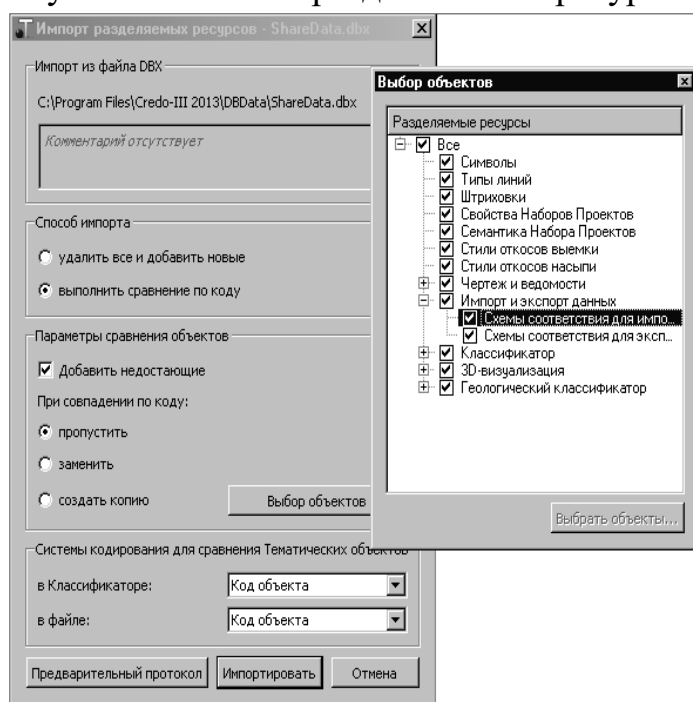 Импорт разделяемых ресурсов - ShareData.dbx
Импорт из файла DBX
C:\Program Files\Credo-III 2013\DBData\ShareData.dbx
Комментарий отсутствует
Способ импорта
удалить все и добавить новые
выполнить сравнение по коду
Параметры сравнения объектов
Добавить недостающие
При совпадении по коду:
пропустить
заменить
создать копию
Выбор объектов
Системы кодирования для сравнения Тематических объектов
в Классификаторе:
Код объекта
в файле:
Код объекта
Предварительный протокол
Импортировать
Отмена
Выбор объектов
Разделяемые ресурсы
Все
Символы
Типы линий
Штриховки
Свойства Наборов Проектов
Семантика Набора Проектов
Стили откосов выемки
Стили откосов насыпи
Чертеж и ведомости
Импорт и экспорт данных
Схемы соответствия для импо...
Схемы соответствия для эксп...
Классификатор
3D-визуализация
Геологический классификатор
Выбрать объекты...